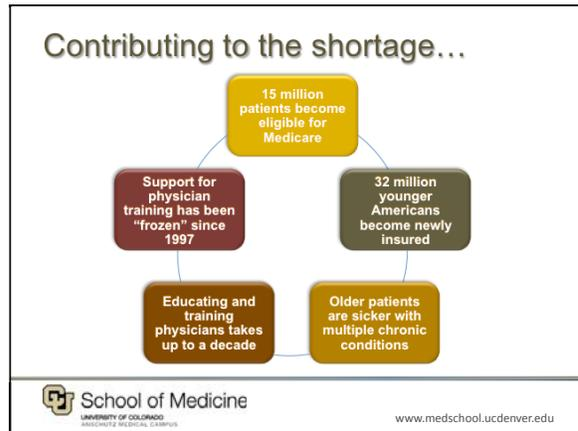 Contributing to the shortage…
15 million
patients become
eligible for
Medicare
32 million
younger
Americans
become newly
insured
Older patients
are sicker with
multiple chronic
conditions
Educating and
training
physicians takes
up to a decade
Support for
physician
training has been
“frozen” since
1997
School of Medicine
UNIVERSITY OF COLORADO
ANSCHUTZ MEDICAL CAMPUS
www.medschool.ucdenver.edu